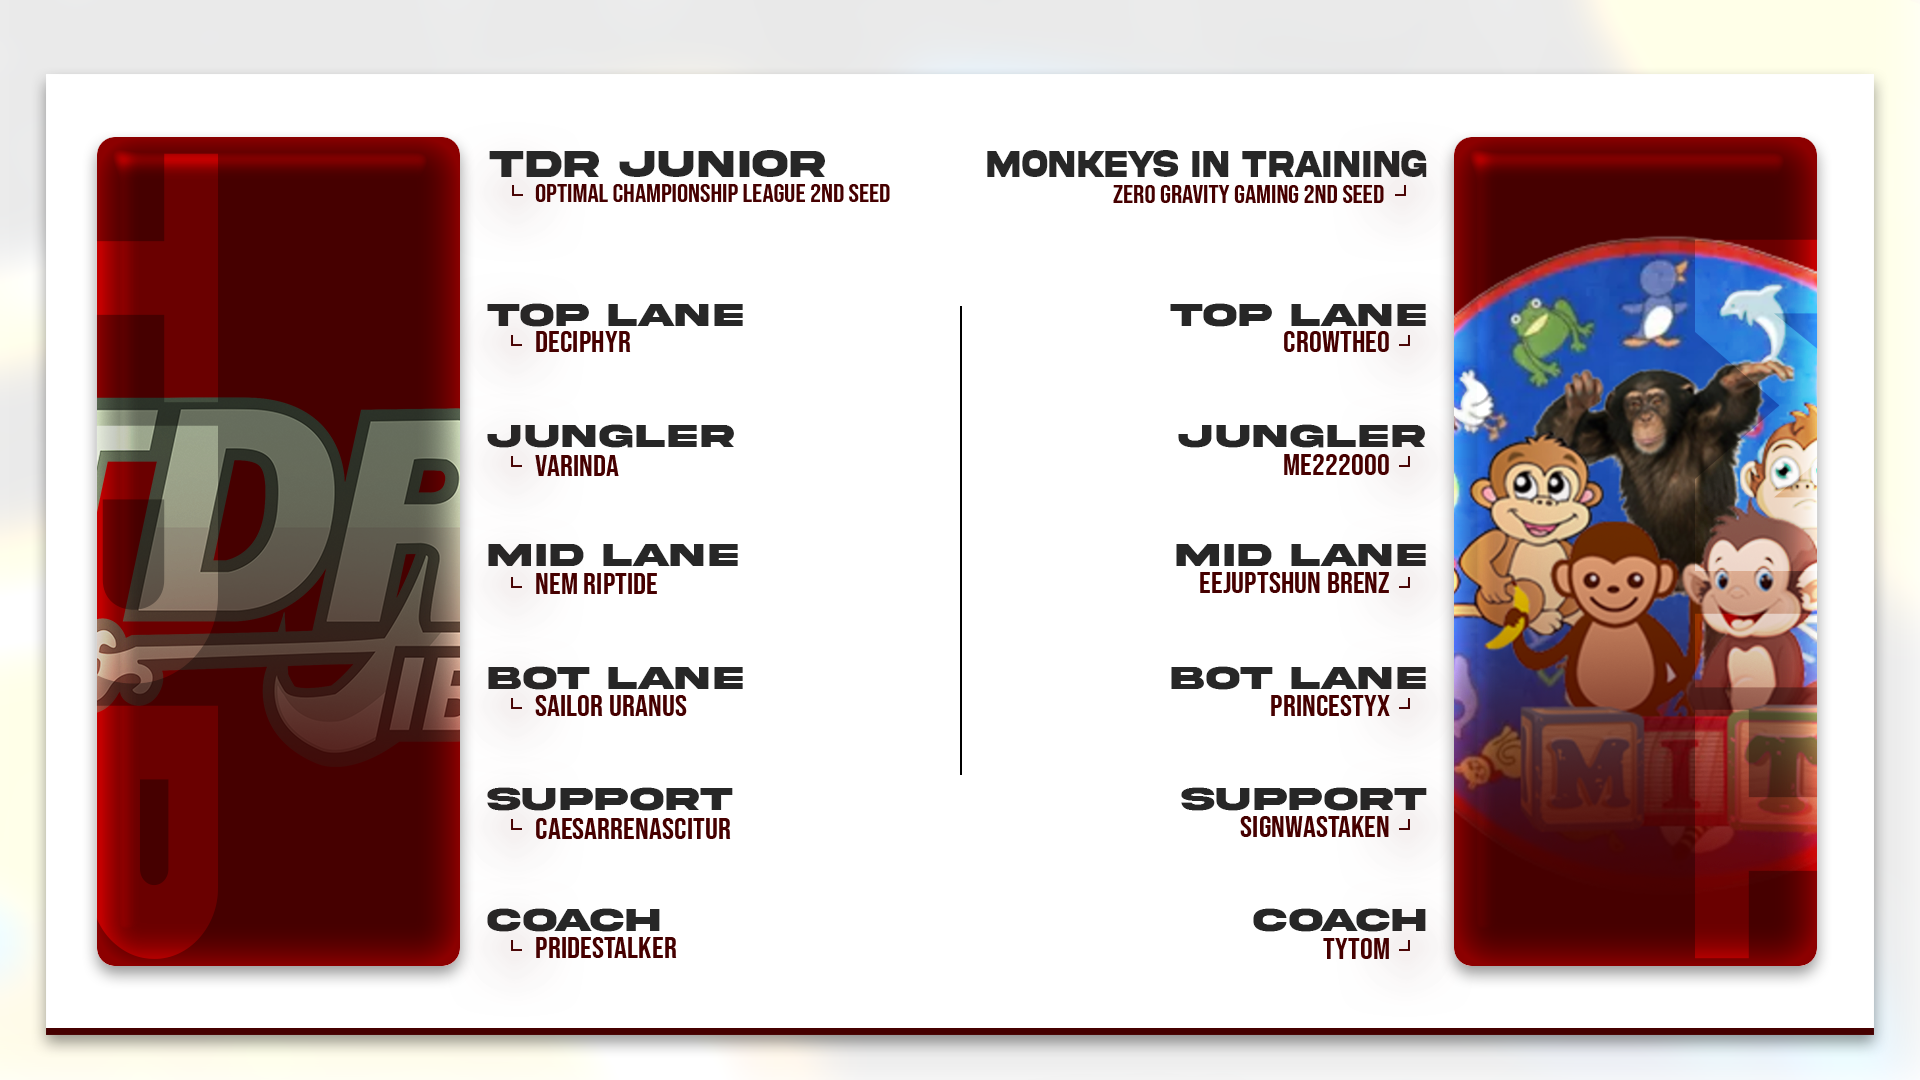 TDR JUNIOR
OPTIMAL CHAMPIONSHIP LEAGUE 2ND SEED
TOP LANE
DECIPHYR
JUNGLER
VARINDA
MID LANE
NEM RIPTIDE
BOT LANE
SAILOR URANUS
SUPPORT
CAESARRENASCITUR
COACH
PRIDESTALKER
MONKEYS IN TRAINING
ZERO GRAVITY GAMING 2ND SEED
TOP LANE
CROWTHEO
JUNGLER
ME222000
MID LANE
EEJUPTSHUN BRENZ
BOT LANE
PRINCESTYX
SUPPORT
SIGNWASTAKEN
COACH
TYTOM
TDR
MIT